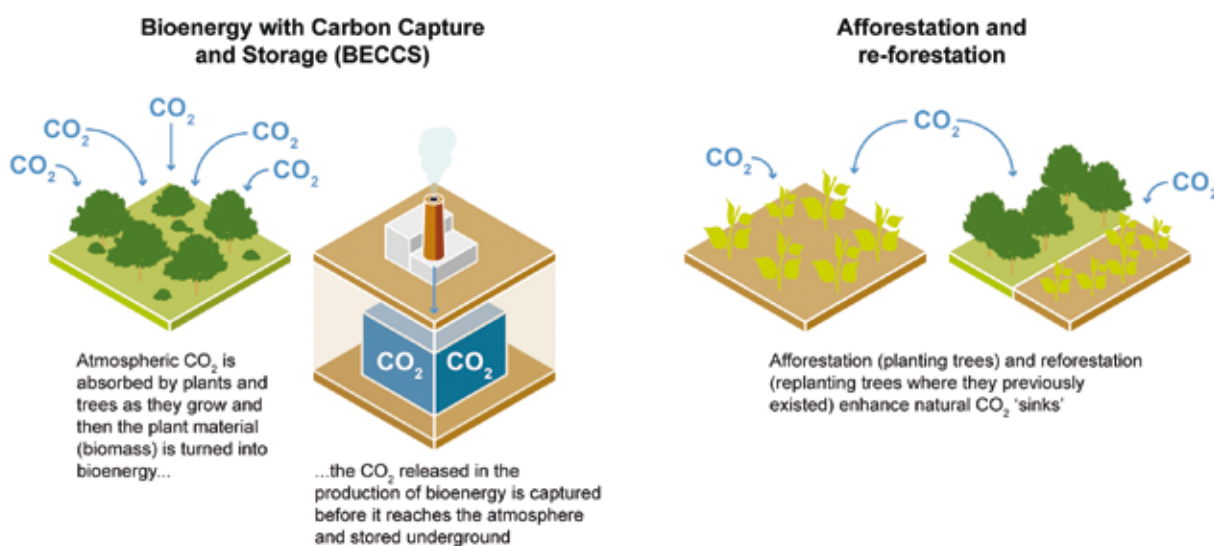 Bioenergy with Carbon Capture
and Storage (BECCS)
CO₂
CO₂
CO₂
CO₂
CO₂
Atmospheric CO₂ is
absorbed by plants and
trees as they grow and
then the plant material
(biomass) is turned into
bioenergy...
CO₂
CO₂
...the CO₂ released in the
production of bioenergy is captured
before it reaches the atmosphere
and stored underground
Afforestation and
re-forestation
CO₂
CO₂
CO₂
Afforestation (planting trees) and reforestation
(replanting trees where they previously
existed) enhance natural CO₂ ‘sinks’